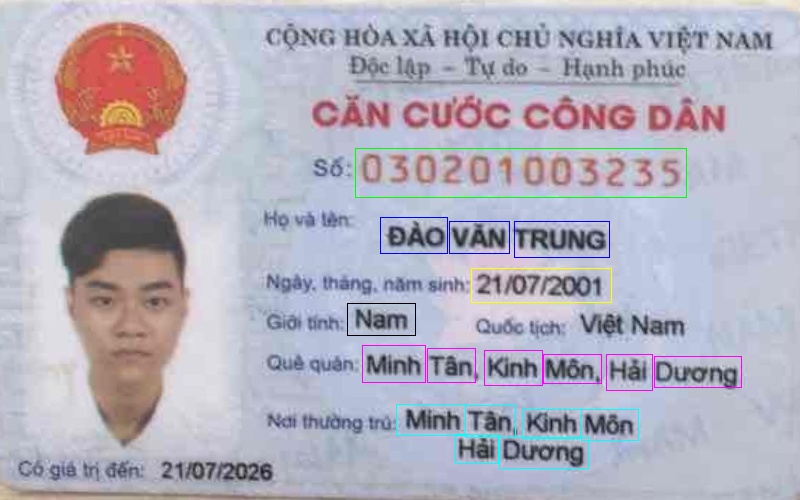 CỘNG HÒA XÃ HỘI CHỦ NGHĨA VIỆT NAM
Độc lập - Tự do - Hạnh phúc
CĂN CƯỚC CÔNG DÂN
Số: 030201003235
Họ và tên: ĐÀO VĂN TRUNG
Ngày, tháng, năm sinh: 21/07/2001
Giới tính: Nam Quốc tịch: Việt Nam
Quê quán: Minh Tân, Kinh Môn, Hải Dương
Nơi thường trú: Minh Tân, Kinh Môn
Hải Dương
Có giá trị đến: 21/07/2026